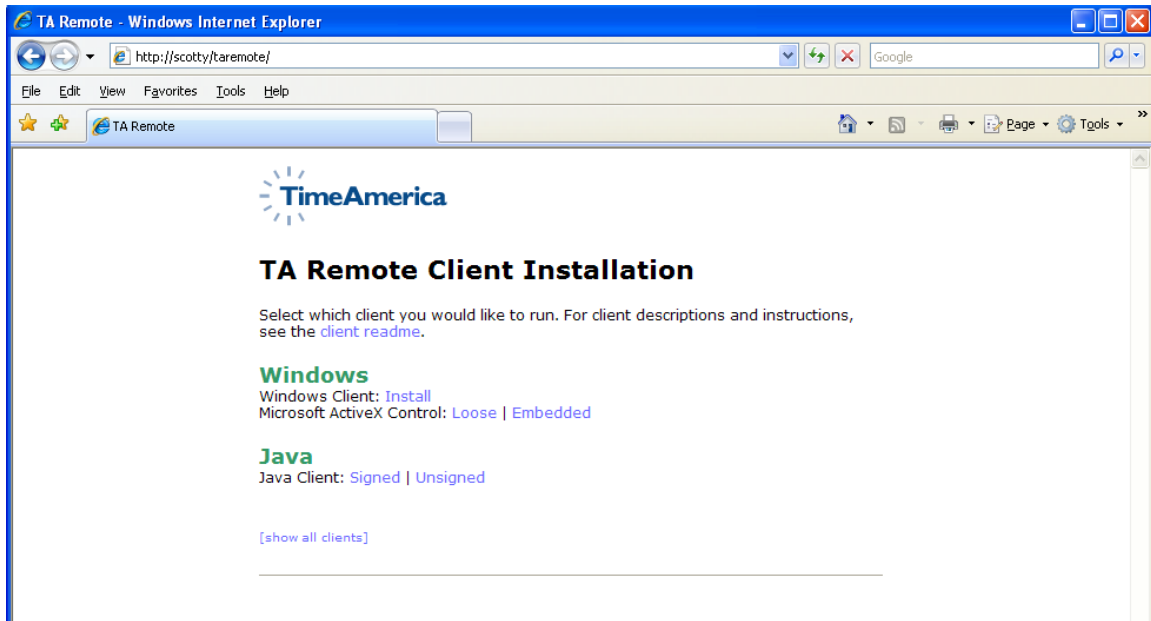 TA Remote - Windows Internet Explorer
http://scotty/taremote/
Google
File Edit View Favorites Tools Help
TA Remote
Page Tools »
TimeAmerica
TA Remote Client Installation
Select which client you would like to run. For client descriptions and instructions,
see the client readme.
Windows
Windows Client: Install
Microsoft ActiveX Control: Loose | Embedded
Java
Java Client: Signed | Unsigned
[show all clients]